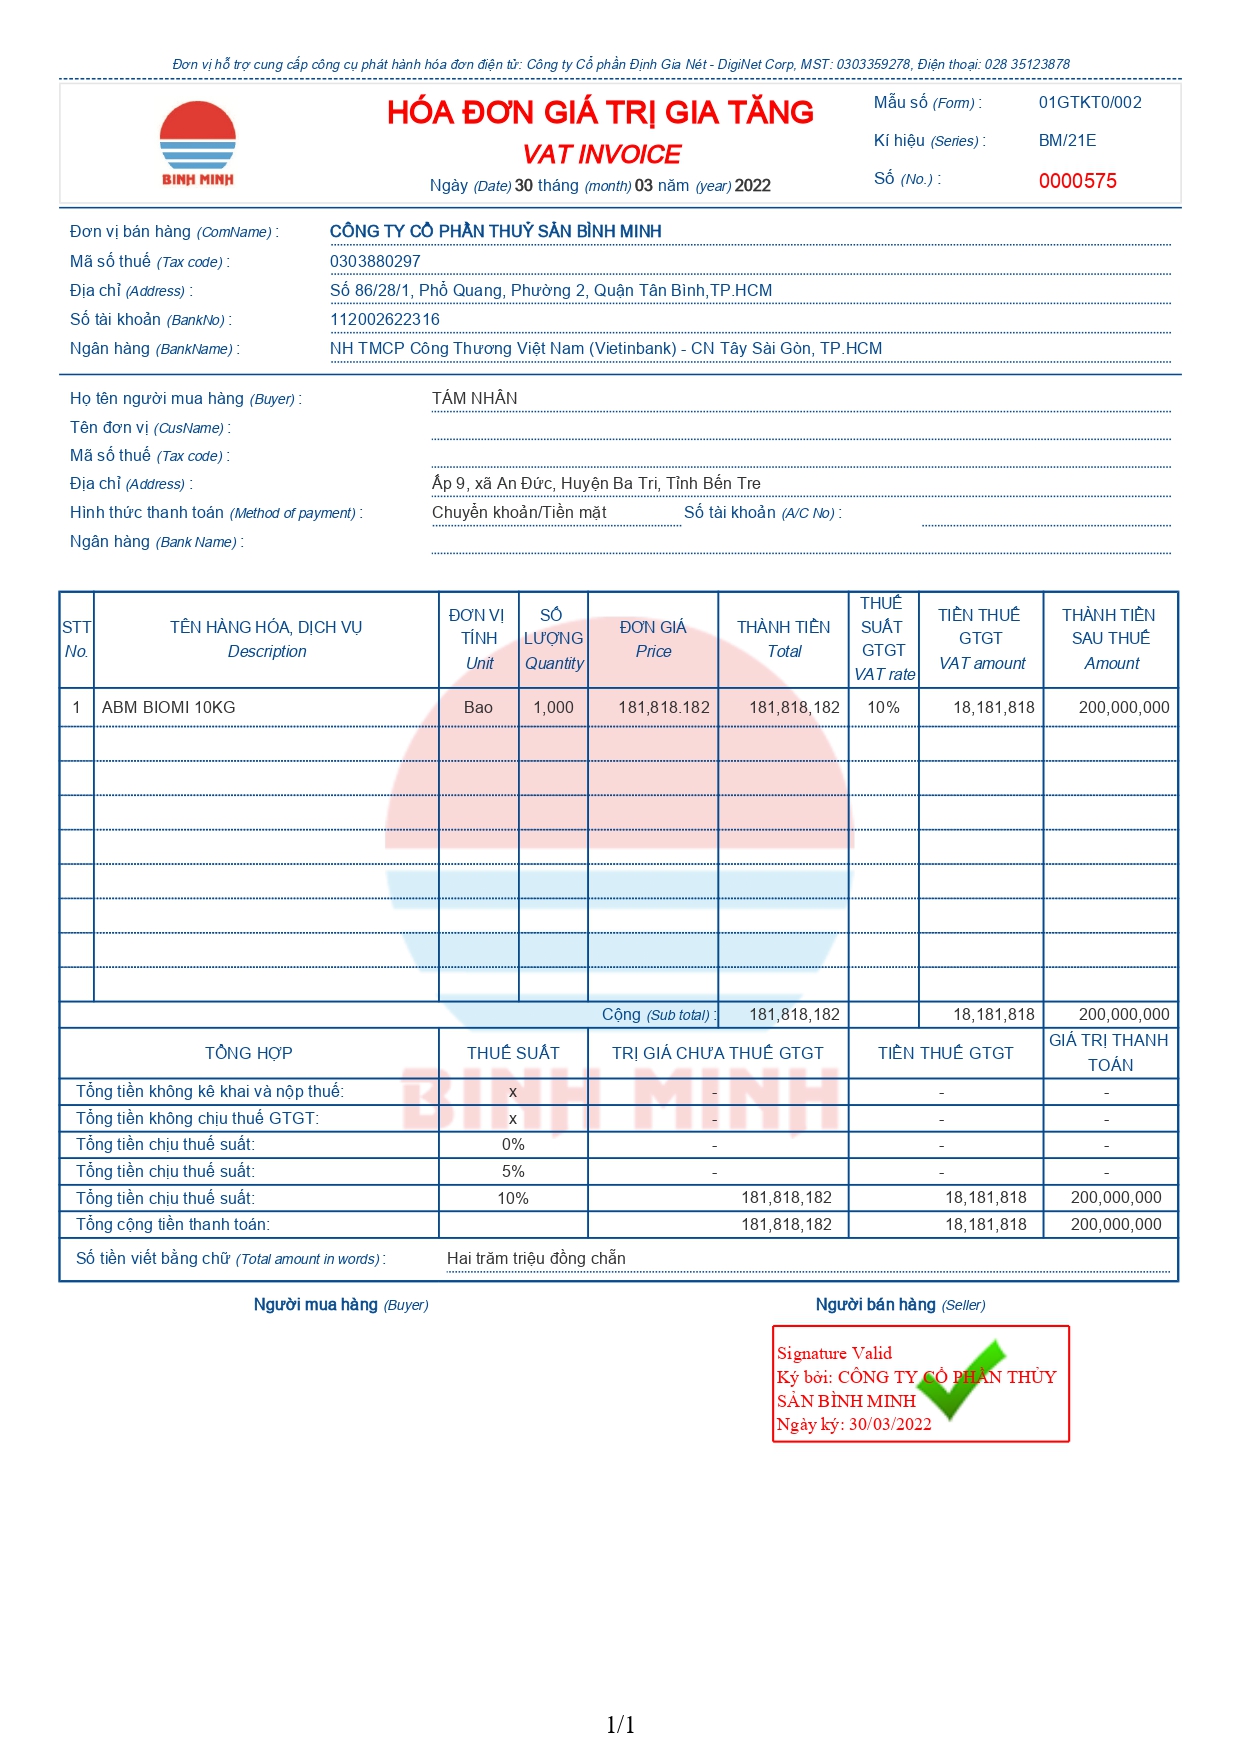 Đơn vị hỗ trợ cung cấp công cụ phát hành hóa đơn điện tử: Công ty Cổ phần Định Gia Nét - DigiNet Corp, MST: 0303359278, Điện thoại: 028 35123878
BINH MINH
HÓA ĐƠN GIÁ TRỊ GIA TĂNG
VAT INVOICE
Ngày (Date) 30 tháng (month) 03 năm (year) 2022
Mẫu số (Form) : 01GTKT0/002
Kí hiệu (Series) : BM/21E
Số (No.) : 0000575
Đơn vị bán hàng (ComName) : CÔNG TY CỔ PHẦN THUỶ SẢN BÌNH MINH
Mã số thuế (Tax code) : 0303880297
Địa chỉ (Address) : Số 86/28/1, Phổ Quang, Phường 2, Quận Tân Bình,TP.HCM
Số tài khoản (BankNo) : 112002622316
Ngân hàng (BankName) : NH TMCP Công Thương Việt Nam (Vietinbank) - CN Tây Sài Gòn, TP.HCM
Họ tên người mua hàng (Buyer) : TÁM NHÂN
Tên đơn vị (CusName) :
Mã số thuế (Tax code) :
Địa chỉ (Address) : Ấp 9, xã An Đức, Huyện Ba Tri, Tỉnh Bến Tre
Hình thức thanh toán (Method of payment) : Chuyển khoản/Tiền mặt Số tài khoản (A/C No) :
Ngân hàng (Bank Name) :
STT No. TÊN HÀNG HÓA, DỊCH VỤ Description ĐƠN VỊ TÍNH Unit SỐ LƯỢNG Quantity ĐƠN GIÁ Price THÀNH TIỀN Total THUẾ SUẤT GTGT VAT rate TIỀN THUẾ GTGT VAT amount THÀNH TIỀN SAU THUẾ Amount
1 ABM BIOMI 10KG Bao 1,000 181,818.182 181,818,182 10% 18,181,818 200,000,000
Cộng (Sub total) : 181,818,182 18,181,818 200,000,000
TỔNG HỢP THUẾ SUẤT TRỊ GIÁ CHƯA THUẾ GTGT TIỀN THUẾ GTGT GIÁ TRỊ THANH TOÁN
Tổng tiền không kê khai và nộp thuế: x - - -
Tổng tiền không chịu thuế GTGT: x - - -
Tổng tiền chịu thuế suất: 0% - - -
Tổng tiền chịu thuế suất: 5% - - -
Tổng tiền chịu thuế suất: 10% 181,818,182 18,181,818 200,000,000
Tổng cộng tiền thanh toán: 181,818,182 18,181,818 200,000,000
BINH MINH
Số tiền viết bằng chữ (Total amount in words) : Hai trăm triệu đồng chẵn
Người mua hàng (Buyer) Người bán hàng (Seller)
Signature Valid
Ký bởi: CÔNG TY CỔ PHẦN THỦY
SẢN BÌNH MINH
Ngày ký: 30/03/2022
1/1